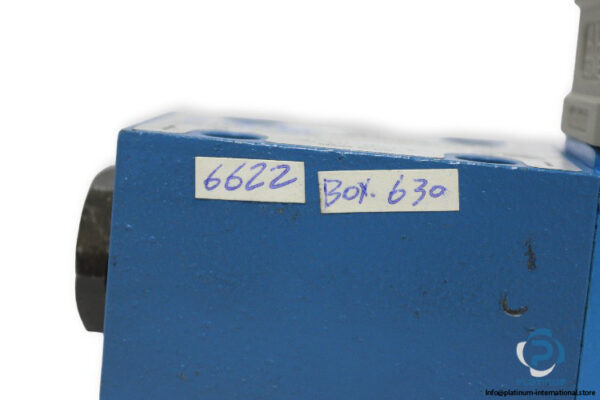 6622
BOX. 630
info@platinum-international.store